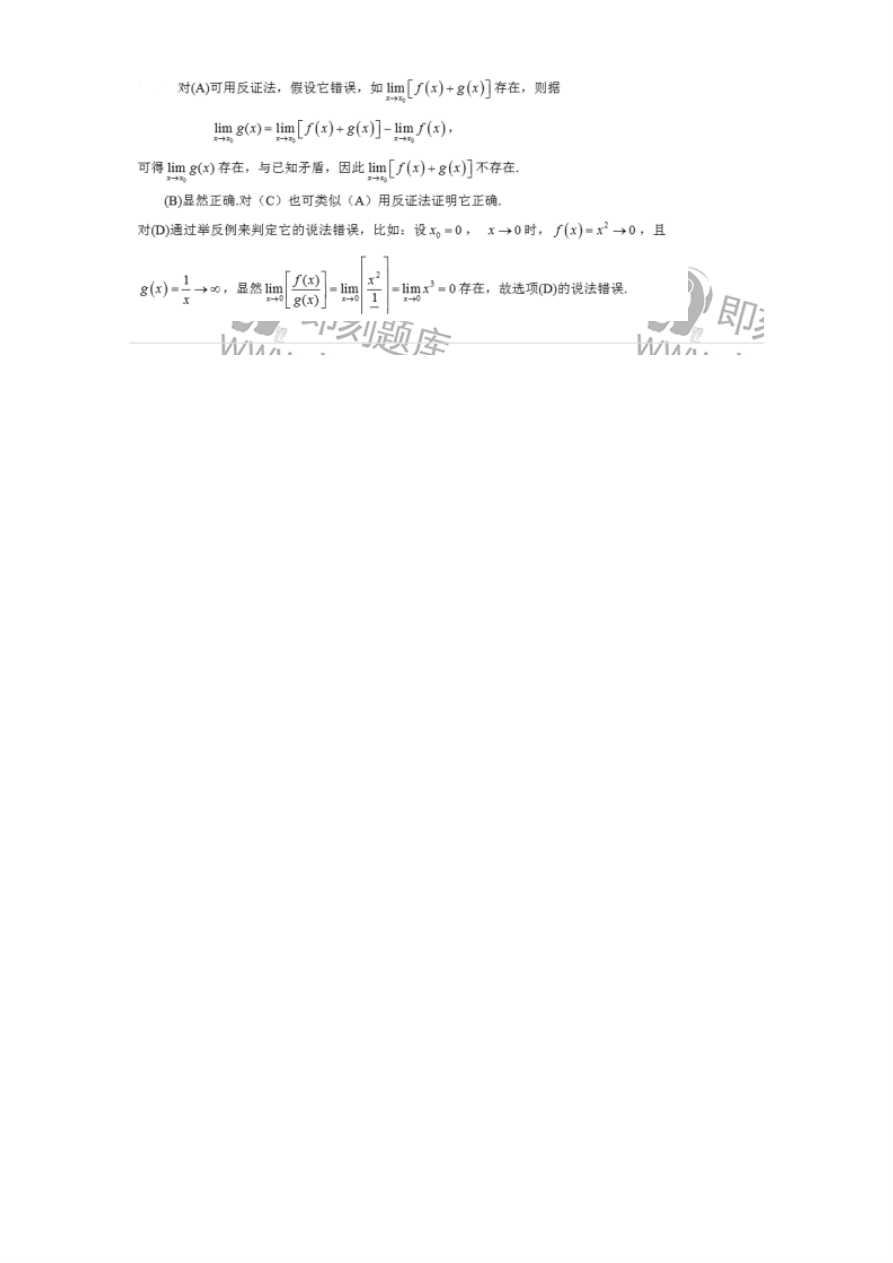 对(A)可用反证法，假设它错误，如 lim_{x→x₀}[f(x)+g(x)] 存在，则据
lim_{x→x₀} g(x) = lim_{x→x₀}[f(x)+g(x)] − lim_{x→x₀} f(x)，
可得 lim_{x→x₀} g(x) 存在，与已知矛盾，因此 lim_{x→x₀}[f(x)+g(x)] 不存在.
(B)显然正确.对（C）也可类似（A）用反证法证明它正确.
对(D)通过举反例来判定它的说法错误，比如：设 x₀ = 0， x→0 时，f(x) = x² → 0，且
g(x) = 1/x → ∞，显然 lim_{x→0}[f(x)/g(x)] = lim_{x→0}[x²/1] = lim_{x→0} x³ = 0 存在，故选项(D)的说法错误.
即刻题库